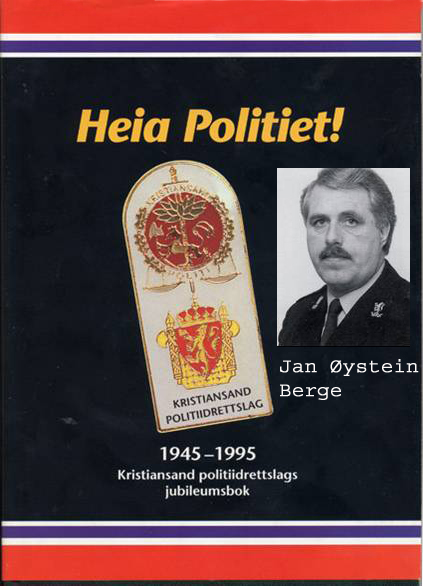 Heia Politiet!
KRISTIANSAND
POLITI
KRISTIANSAND
POLITIIDRETTSLAG
Jan Øystein
Berge
1945–1995
Kristiansand politiidrettslags
jubileumsbok